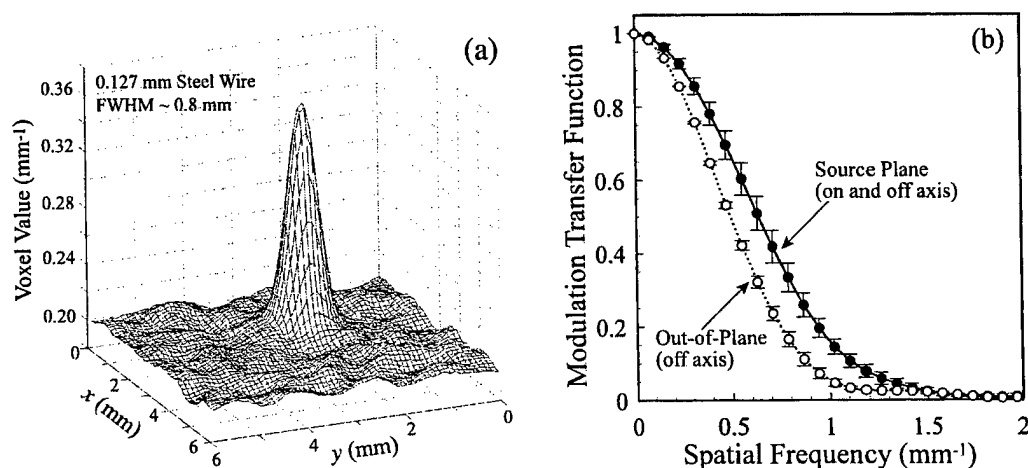 (a)
0.127 mm Steel Wire
FWHM ~ 0.8 mm
Voxel Value (mm⁻¹)
0.36
0.32
0.28
0.24
0.20
0
2
4
6
x (mm)
6
4
2
0
y (mm)
(b)
Modulation Transfer Function
1
0.8
0.6
0.4
0.2
0
Source Plane
(on and off axis)
Out-of-Plane
(off axis)
0
0.5
1
1.5
2
Spatial Frequency (mm⁻¹)